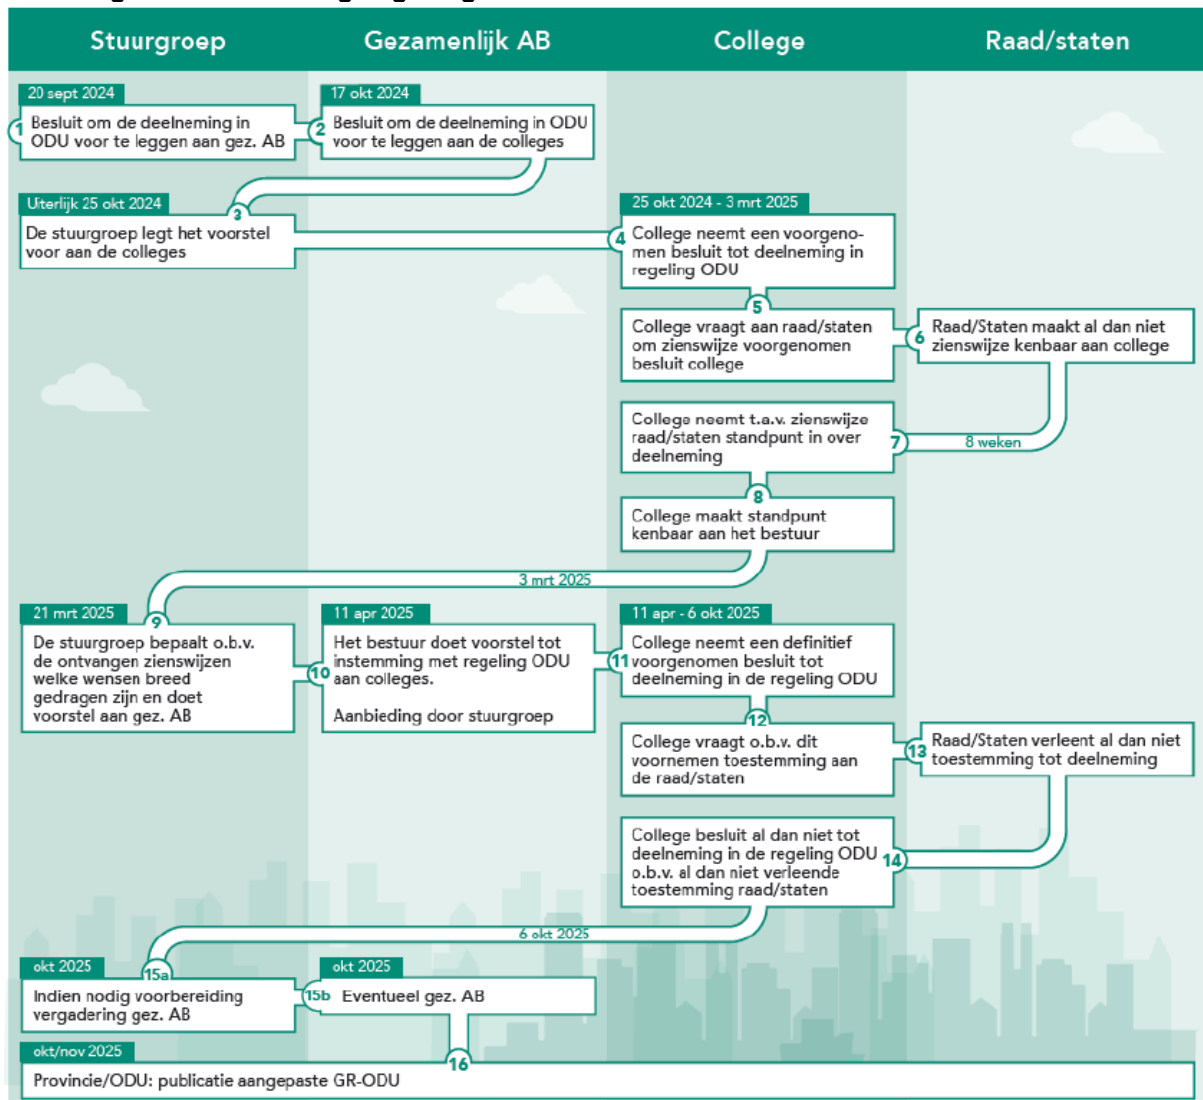 Stuurgroep
Gezamenlijk AB
College
Raad/staten
20 sept 2024
1
Besluit om de deelneming in
ODU voor te leggen aan gez. AB
17 okt 2024
2
Besluit om de deelneming in ODU
voor te leggen aan de colleges
Uiterlijk 25 okt 2024
3
De stuurgroep legt het voorstel
voor aan de colleges
25 okt 2024 - 3 mrt 2025
4
College neemt een voorgeno-
men besluit tot deelneming in
regeling ODU
5
College vraagt aan raad/staten
om zienswijze voorgenomen
besluit college
6
Raad/Staten maakt al dan niet
zienswijze kenbaar aan college
8 weken
7
College neemt t.a.v. zienswijze
raad/staten standpunt in over
deelneming
8
College maakt standpunt
kenbaar aan het bestuur
3 mrt 2025
21 mrt 2025
9
De stuurgroep bepaalt o.b.v.
de ontvangen zienswijzen
welke wensen breed
gedragen zijn en doet
voorstel aan gez. AB
11 apr 2025
10
Het bestuur doet voorstel tot
instemming met regeling ODU
aan colleges.
Aanbieding door stuurgroep
11 apr - 6 okt 2025
11
College neemt een definitief
voorgenomen besluit tot
deelneming in de regeling ODU
12
College vraagt o.b.v. dit
voornemen toestemming aan
de raad/staten
13
Raad/Staten verleent al dan niet
toestemming tot deelneming
14
College besluit al dan niet tot
deelneming in de regeling ODU
o.b.v. al dan niet verleende
toestemming raad/staten
6 okt 2025
okt 2025
15a
Indien nodig voorbereiding
vergadering gez. AB
okt 2025
15b
Eventueel gez. AB
okt/nov 2025
16
Provincie/ODU: publicatie aangepaste GR-ODU